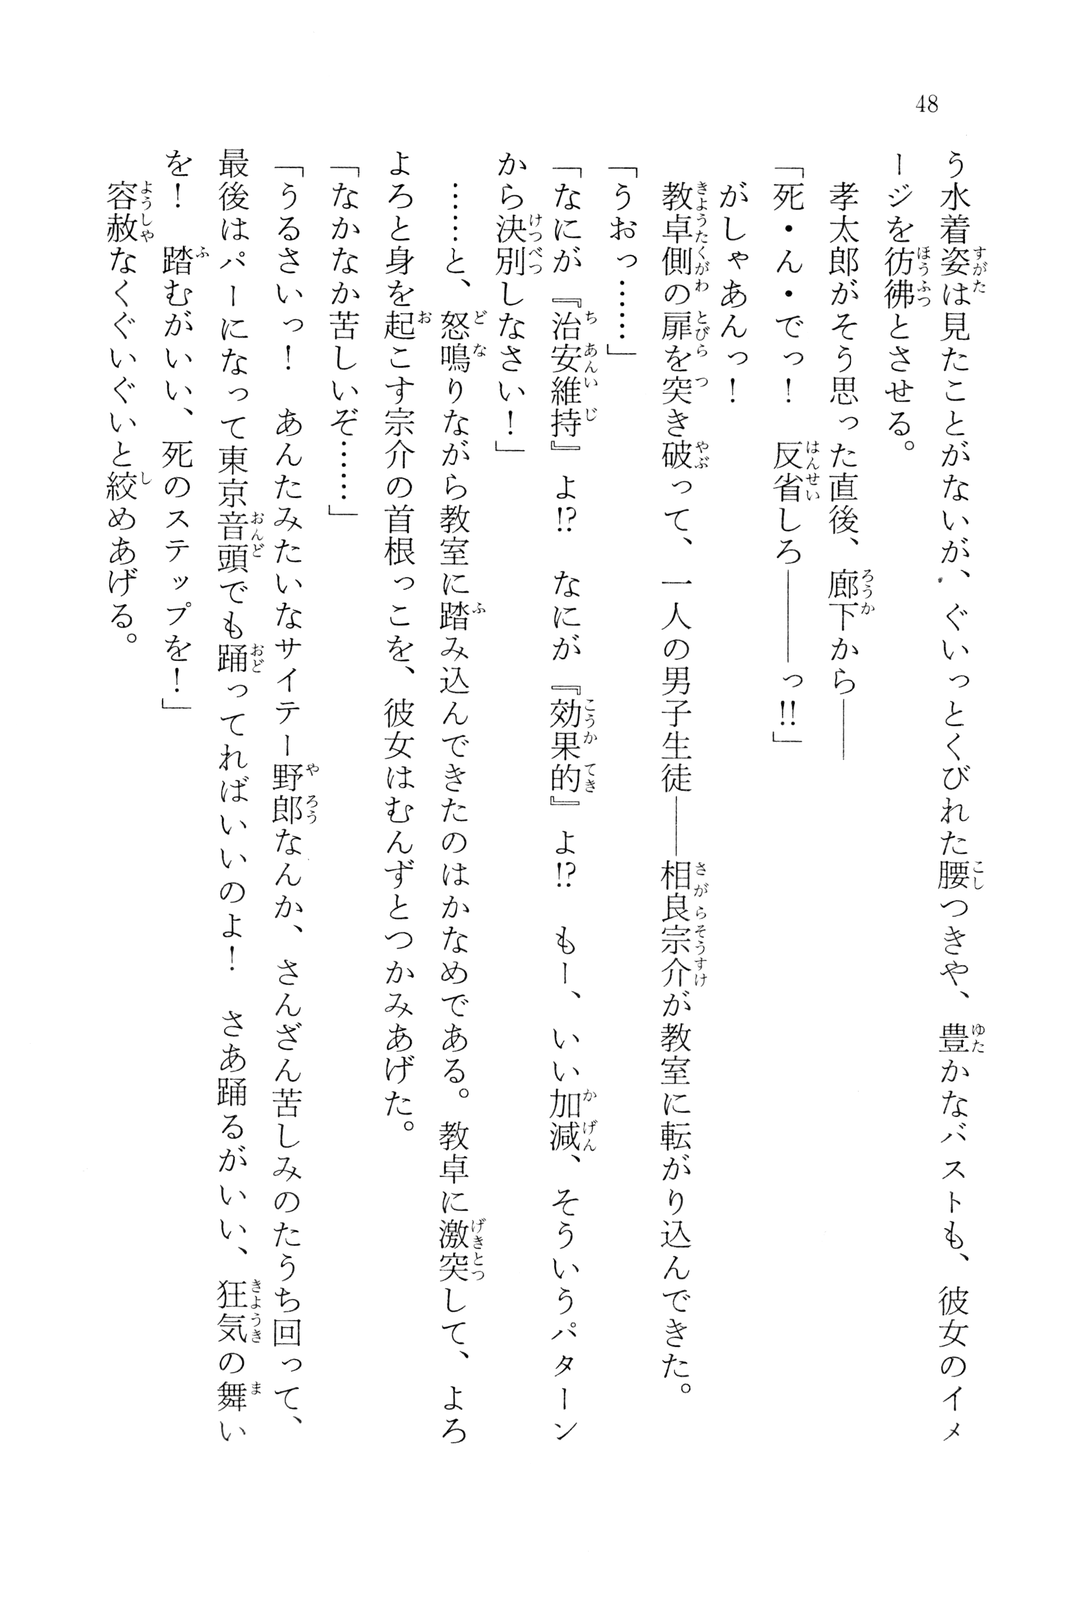 48
う水着姿は見たことがないが、ぐいっとくびれた腰つきや、豊かなバストも、彼女のイメ
ージを彷彿とさせる。
孝太郎がそう思った直後、廊下から――
「死・ん・でっ！　反省しろ――――っ!!」
がしゃあんっ！
教卓側の扉を突き破って、一人の男子生徒――相良宗介が教室に転がり込んできた。
「うおっ……」
「なにが『治安維持』よ!?　なにが『効果的』よ!?　もー、いい加減、そういうパターン
から決別しなさい！」
……と、怒鳴りながら教室に踏み込んできたのはかなめである。教卓に激突して、よろ
よろと身を起こす宗介の首根っこを、彼女はむんずとつかみあげた。
「なかなか苦しいぞ……」
「うるさいっ！　あんたみたいなサイテー野郎なんか、さんざん苦しみのたうち回って、
最後はパーになって東京音頭でも踊ってればいいのよ！　さあ踊るがいい、狂気の舞い
を！　踏むがいい、死のステップを！」
容赦なくぐいぐいと絞めあげる。